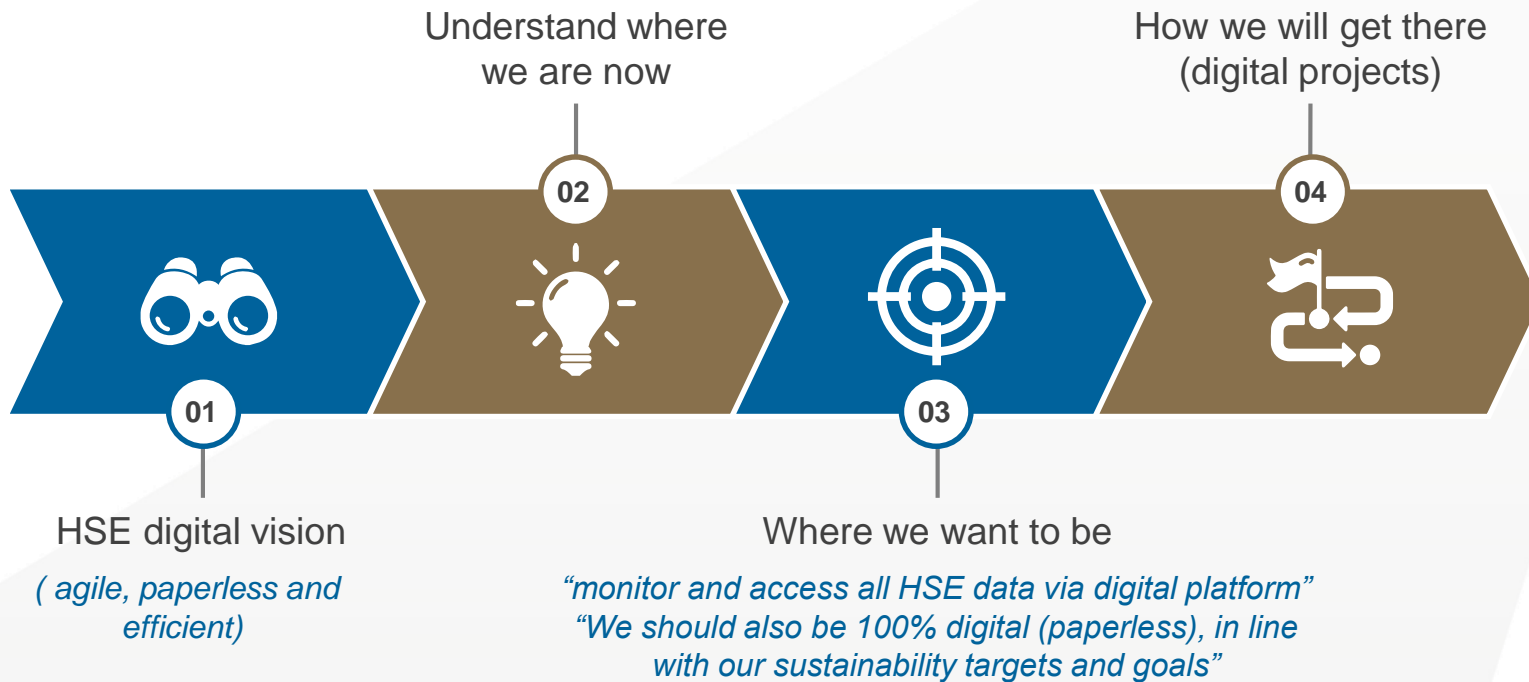 Understand where
we are now
How we will get there
(digital projects)
02
04
01
03
HSE digital vision
( agile, paperless and
efficient)
Where we want to be
“monitor and access all HSE data via digital platform”
“We should also be 100% digital (paperless), in line
with our sustainability targets and goals”